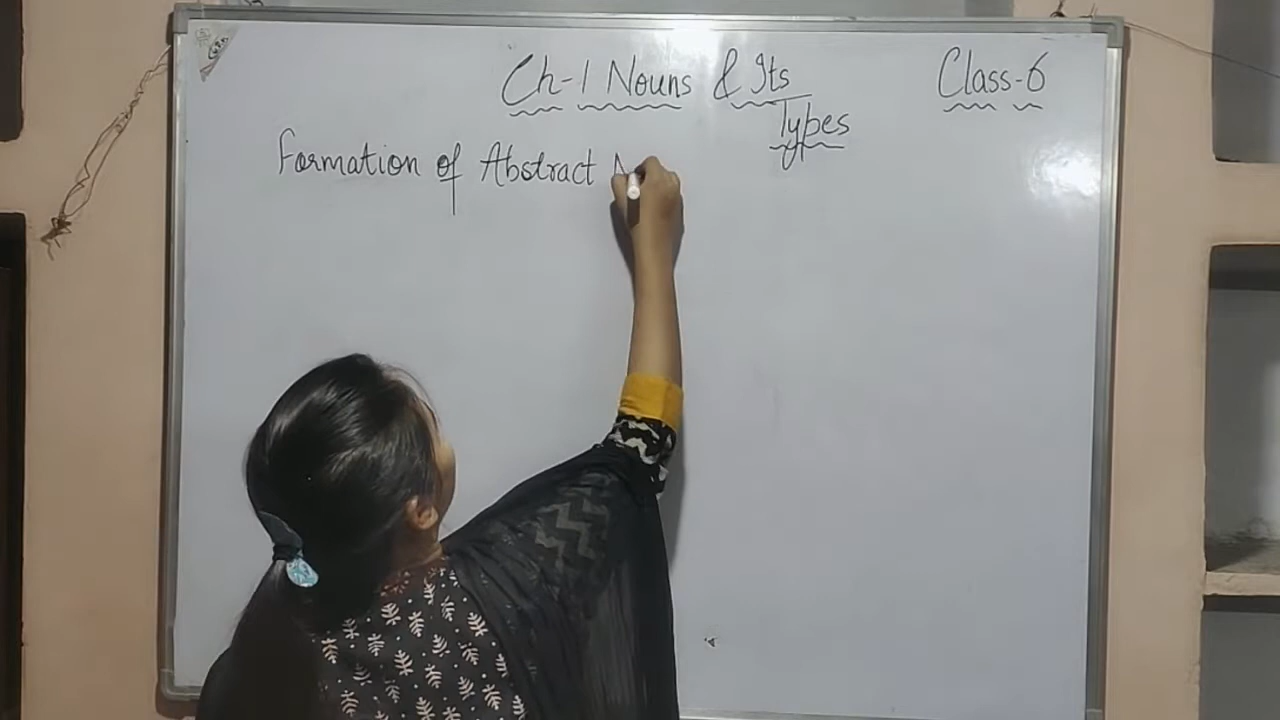 Ch-1 Nouns & Its
Types
Class-6
Formation of Abstract N